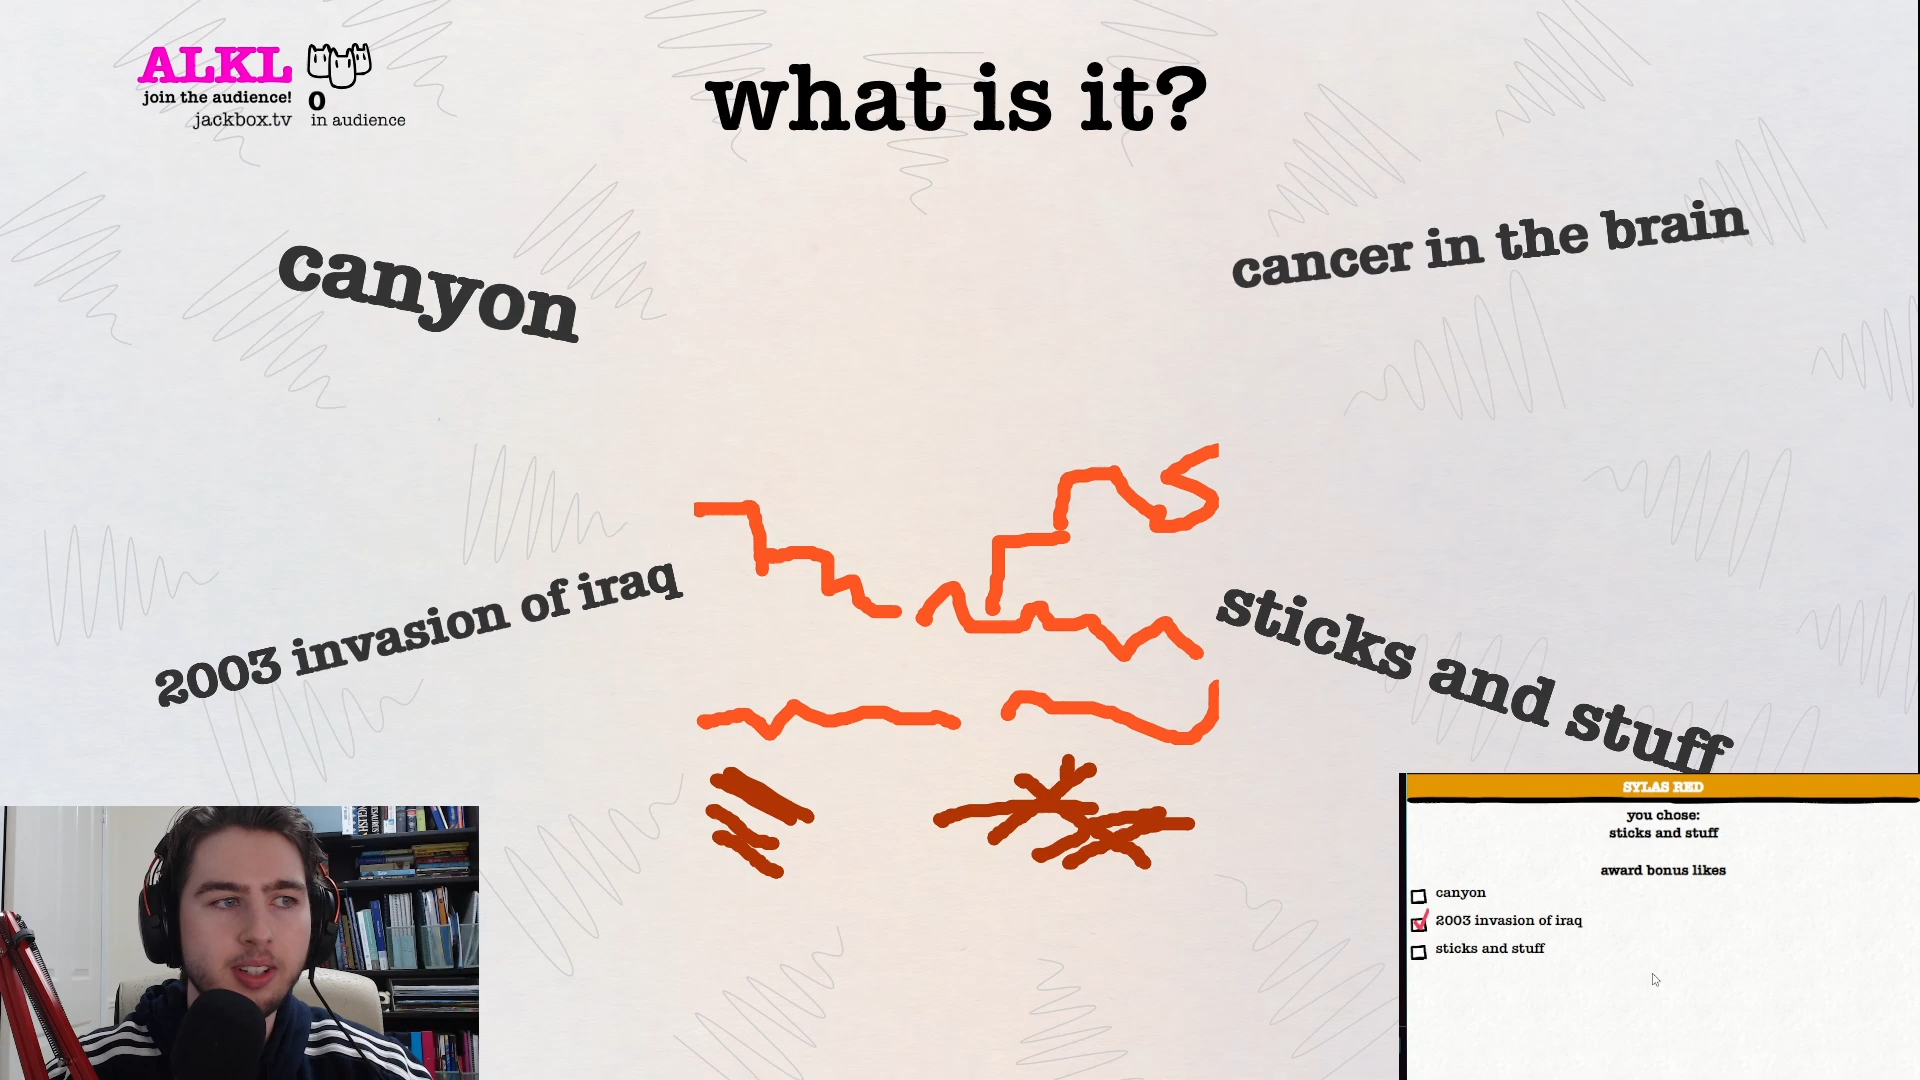 ALKL
join the audience!
jackbox.tv
0
in audience
what is it?
canyon
cancer in the brain
2003 invasion of iraq
sticks and stuff
SYLAS RED
you chose:
sticks and stuff
award bonus likes
canyon
2003 invasion of iraq
sticks and stuff